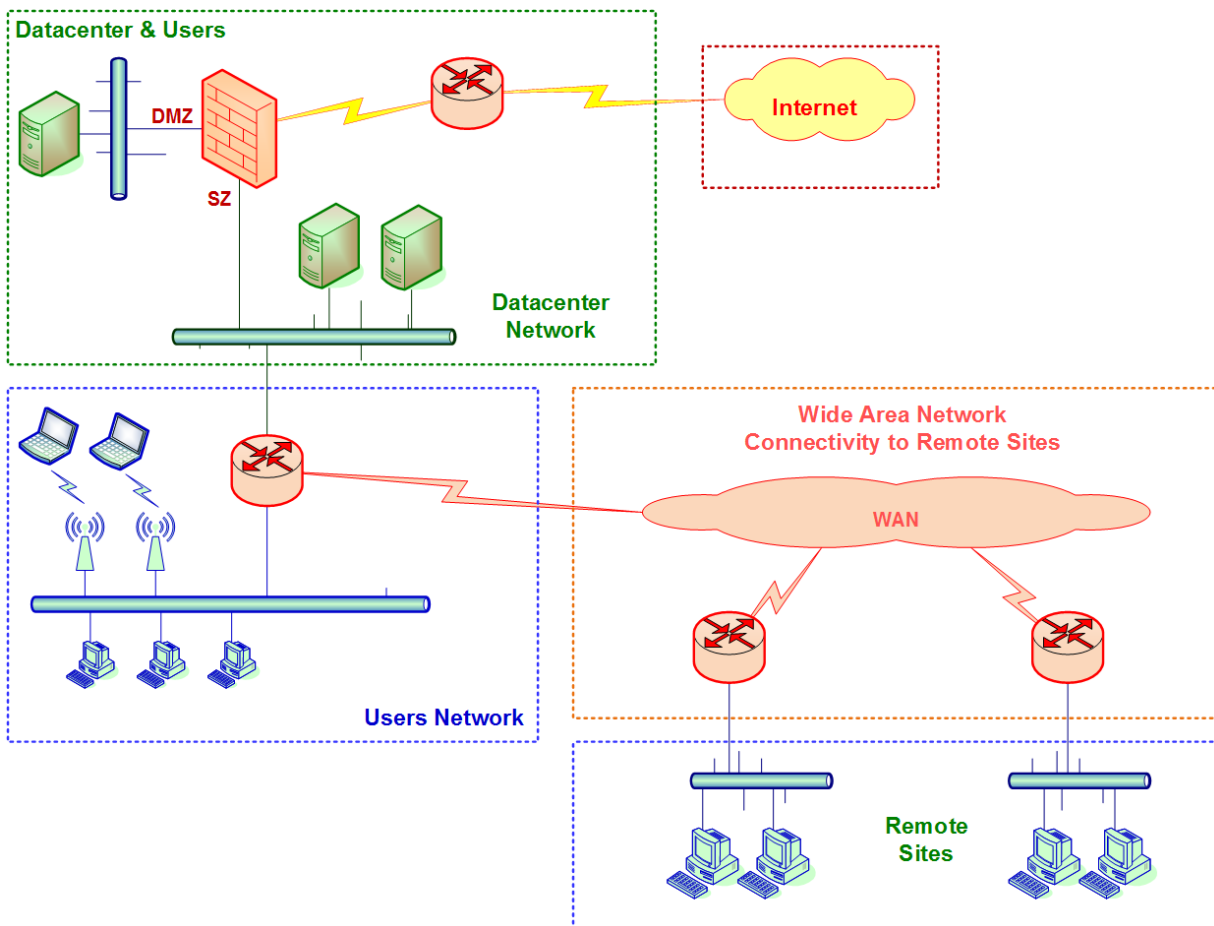 Datacenter & Users
Internet
DMZ
SZ
Datacenter
Network
Wide Area Network
Connectivity to Remote Sites
WAN
Users Network
Remote
Sites